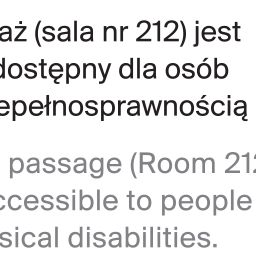 aż (sala nr 212) jest
dostępny dla osób
epełnosprawnością
passage (Room 212
ccessible to people
sical disabilities.